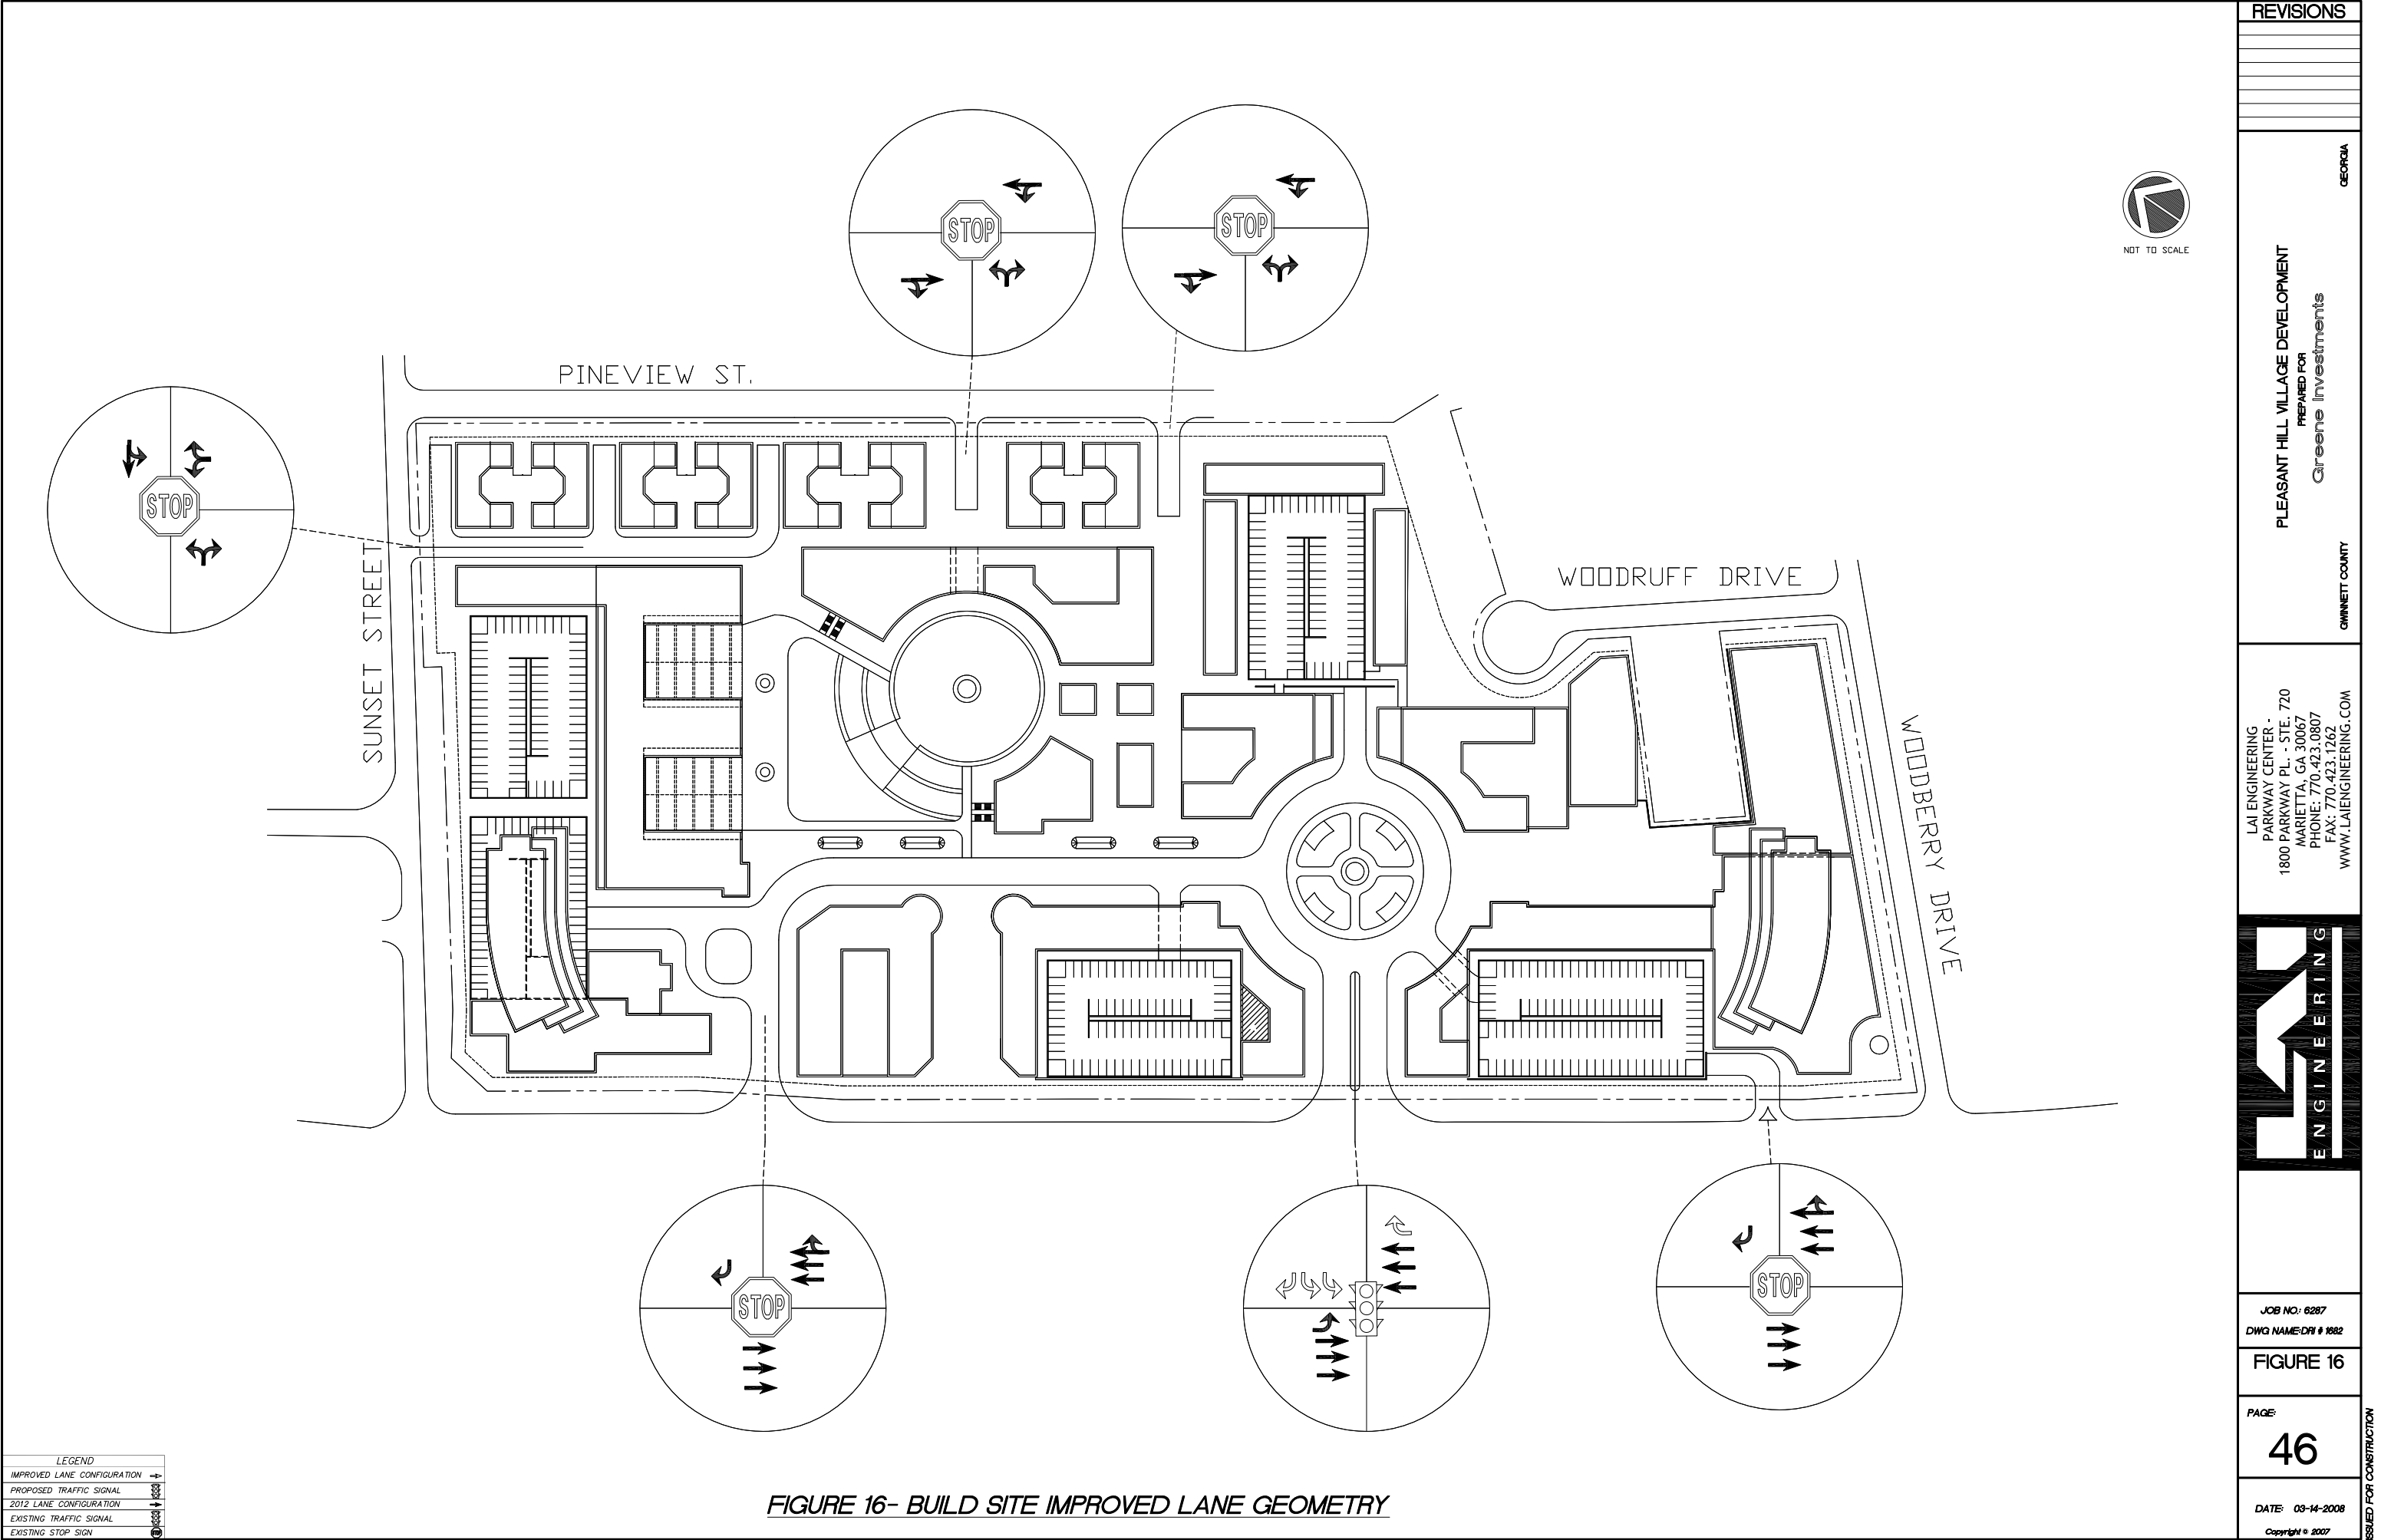 REVISIONS
GEORGIA
PLEASANT HILL VILLAGE DEVELOPMENT
PREPARED FOR
Greene Investments
GWINNETT COUNTY
NOT TO SCALE
STOP
STOP
PINEVIEW ST.
STOP
SUNSET STREET
WOODRUFF DRIVE
WOODBERRY DRIVE
LAI ENGINEERING
PARKWAY CENTER -
1800 PARKWAY PL. - STE. 720
MARIETTA, GA 30067
PHONE: 770.423.0807
FAX: 770.423.1262
WWW.LAIENGINEERING.COM
LAI
ENGINEERING
STOP
STOP
JOB NO.: 6287
DWG NAME:DRI # 1682
FIGURE 16
PAGE:
46
DATE: 03-14-2008
Copyright © 2007
ISSUED FOR CONSTRUCTION
LEGEND
IMPROVED LANE CONFIGURATION
PROPOSED TRAFFIC SIGNAL
2012 LANE CONFIGURATION
EXISTING TRAFFIC SIGNAL
EXISTING STOP SIGN
FIGURE 16- BUILD SITE IMPROVED LANE GEOMETRY